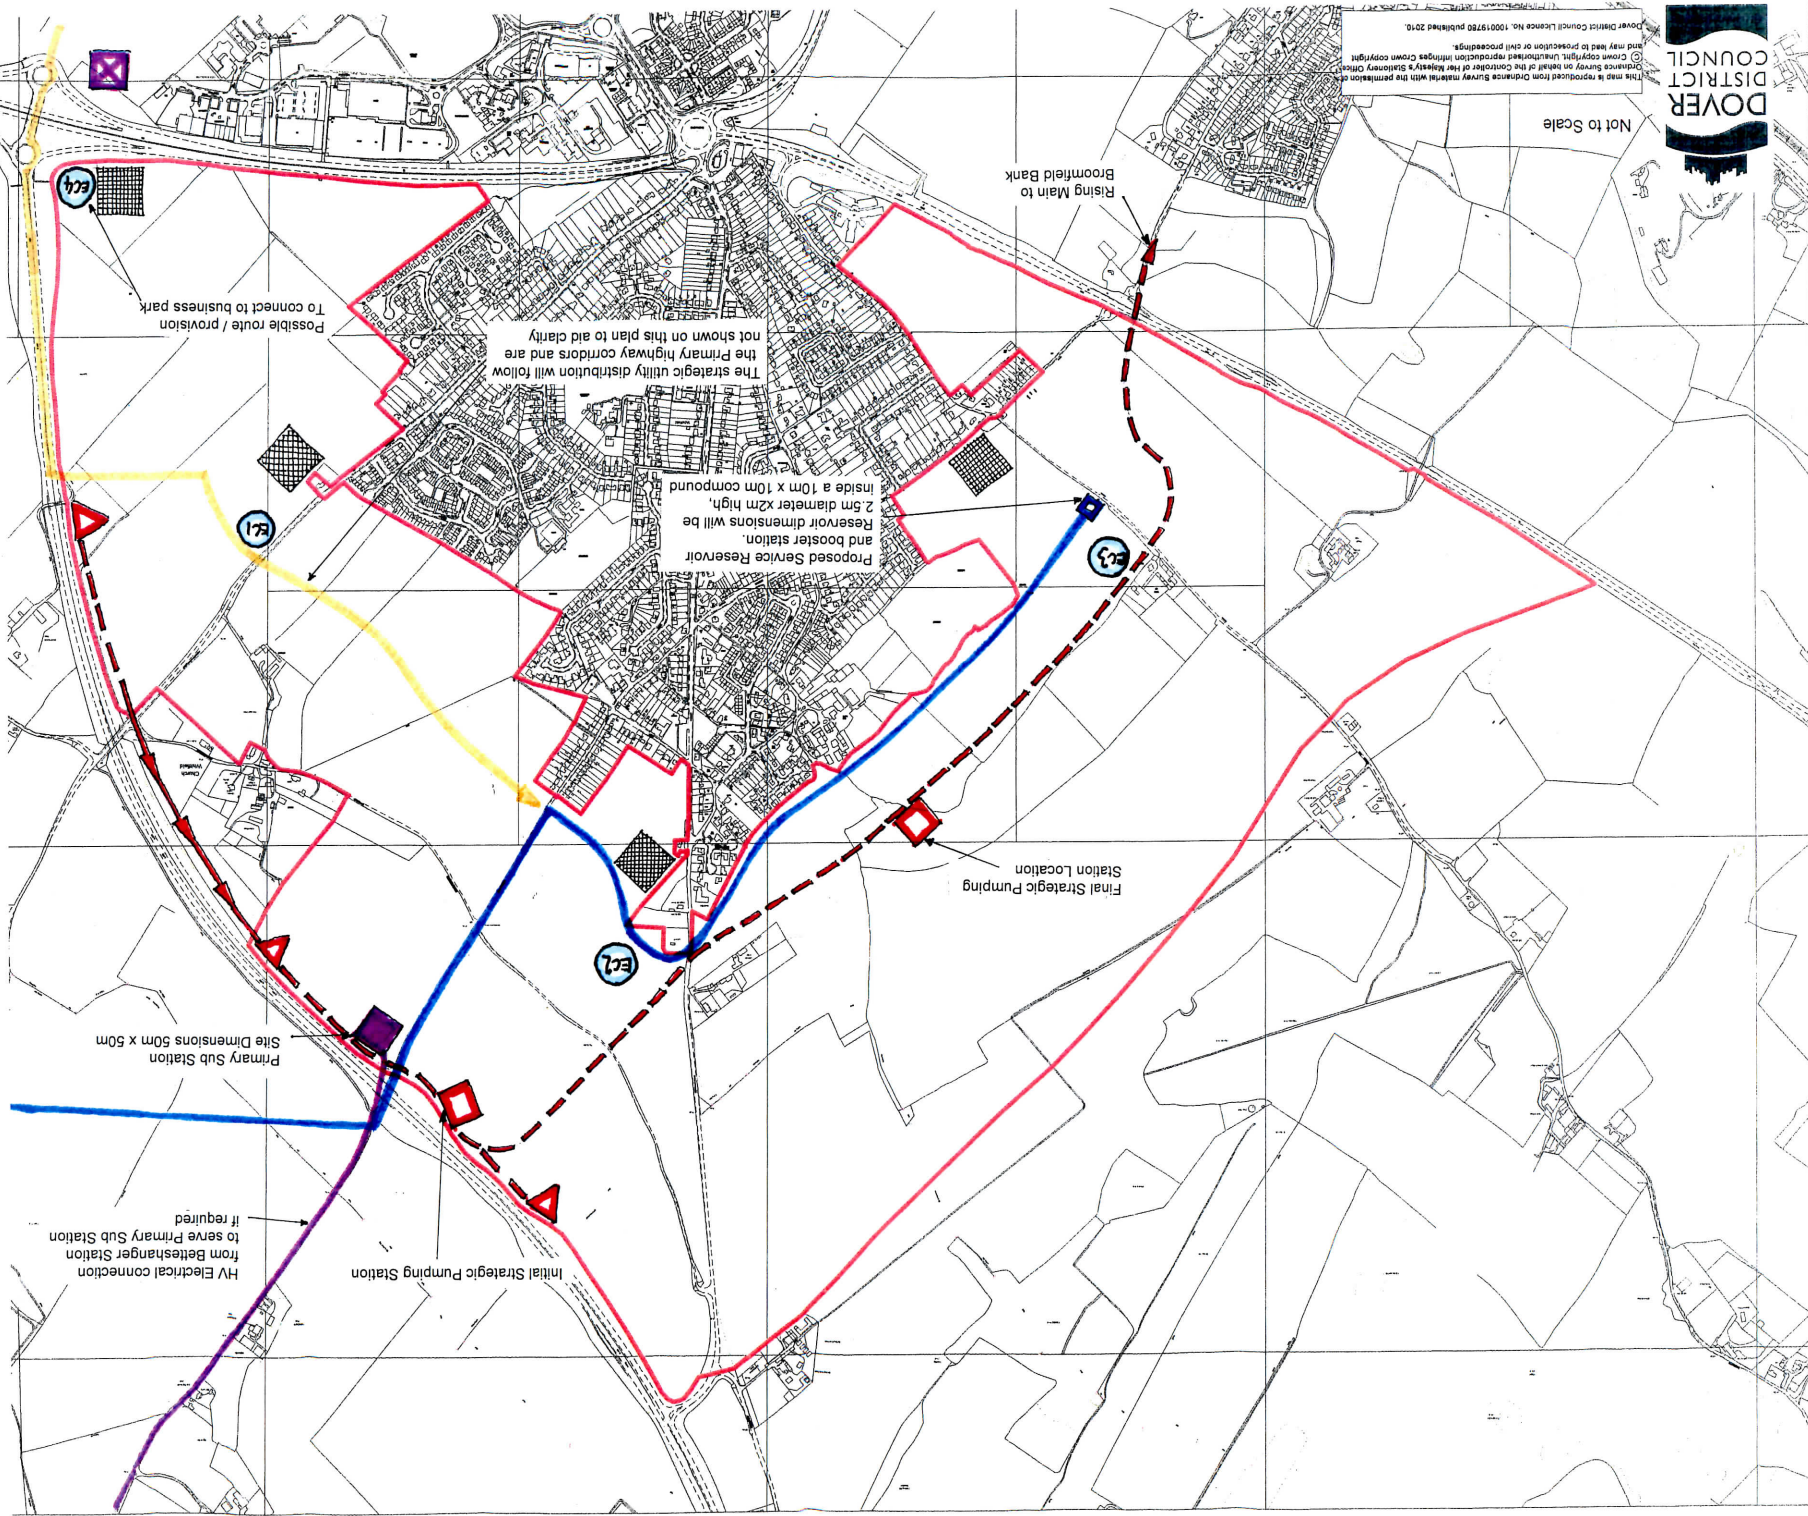 HV Electrical connection
from Betteshanger Station
to serve Primary Sub Station
if required
Initial Strategic Pumping Station
Primary Sub Station
Site Dimensions 50m x 50m
EC2
Final Strategic Pumping
Station Location
Church
Whitfield
EC3
EC1
Proposed Service Reservoir
and booster station.
Reservoir dimensions will be
2.5m diameter x2m high,
inside a 10m x 10m compound
The strategic utility distribution will follow
the Primary highway corridors and are
not shown on this plan to aid clarity
Possible route / provision
To connect to business park
EC4
Rising Main to
Broomfield Bank
Not to Scale
DOVER
DISTRICT
COUNCIL
This map is reproduced from Ordnance Survey material with the permission of
Ordnance Survey on behalf of the Controller of Her Majesty's Stationery Office
© Crown copyright. Unauthorised reproduction infringes Crown copyright
and may lead to prosecution or civil proceedings.
Dover District Council Licence No. 100019780 published 2010